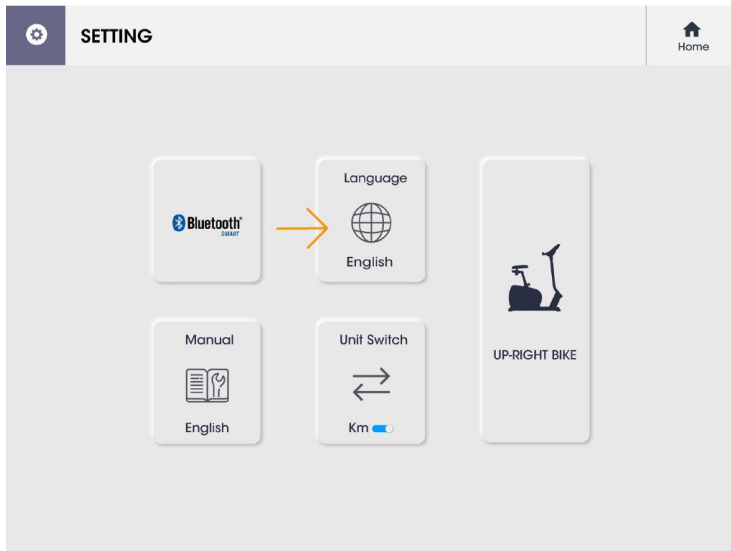 SETTING
Home
Bluetooth®
SMART
Language
English
Manual
English
Unit Switch
Km
UP-RIGHT BIKE